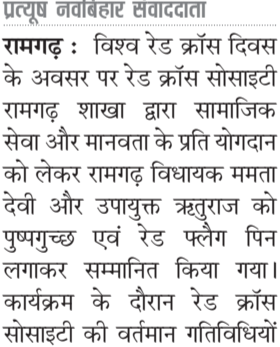 प्रत्यूष नवबिहार संवाददाता
रामगढ़ : विश्व रेड क्रॉस दिवस
के अवसर पर रेड क्रॉस सोसाइटी
रामगढ़ शाखा द्वारा सामाजिक
सेवा और मानवता के प्रति योगदान
को लेकर रामगढ़ विधायक ममता
देवी और उपायुक्त ऋतुराज को
पुष्पगुच्छ एवं रेड फ्लैग पिन
लगाकर सम्मानित किया गया।
कार्यक्रम के दौरान रेड क्रॉस
सोसाइटी की वर्तमान गतिविधियों